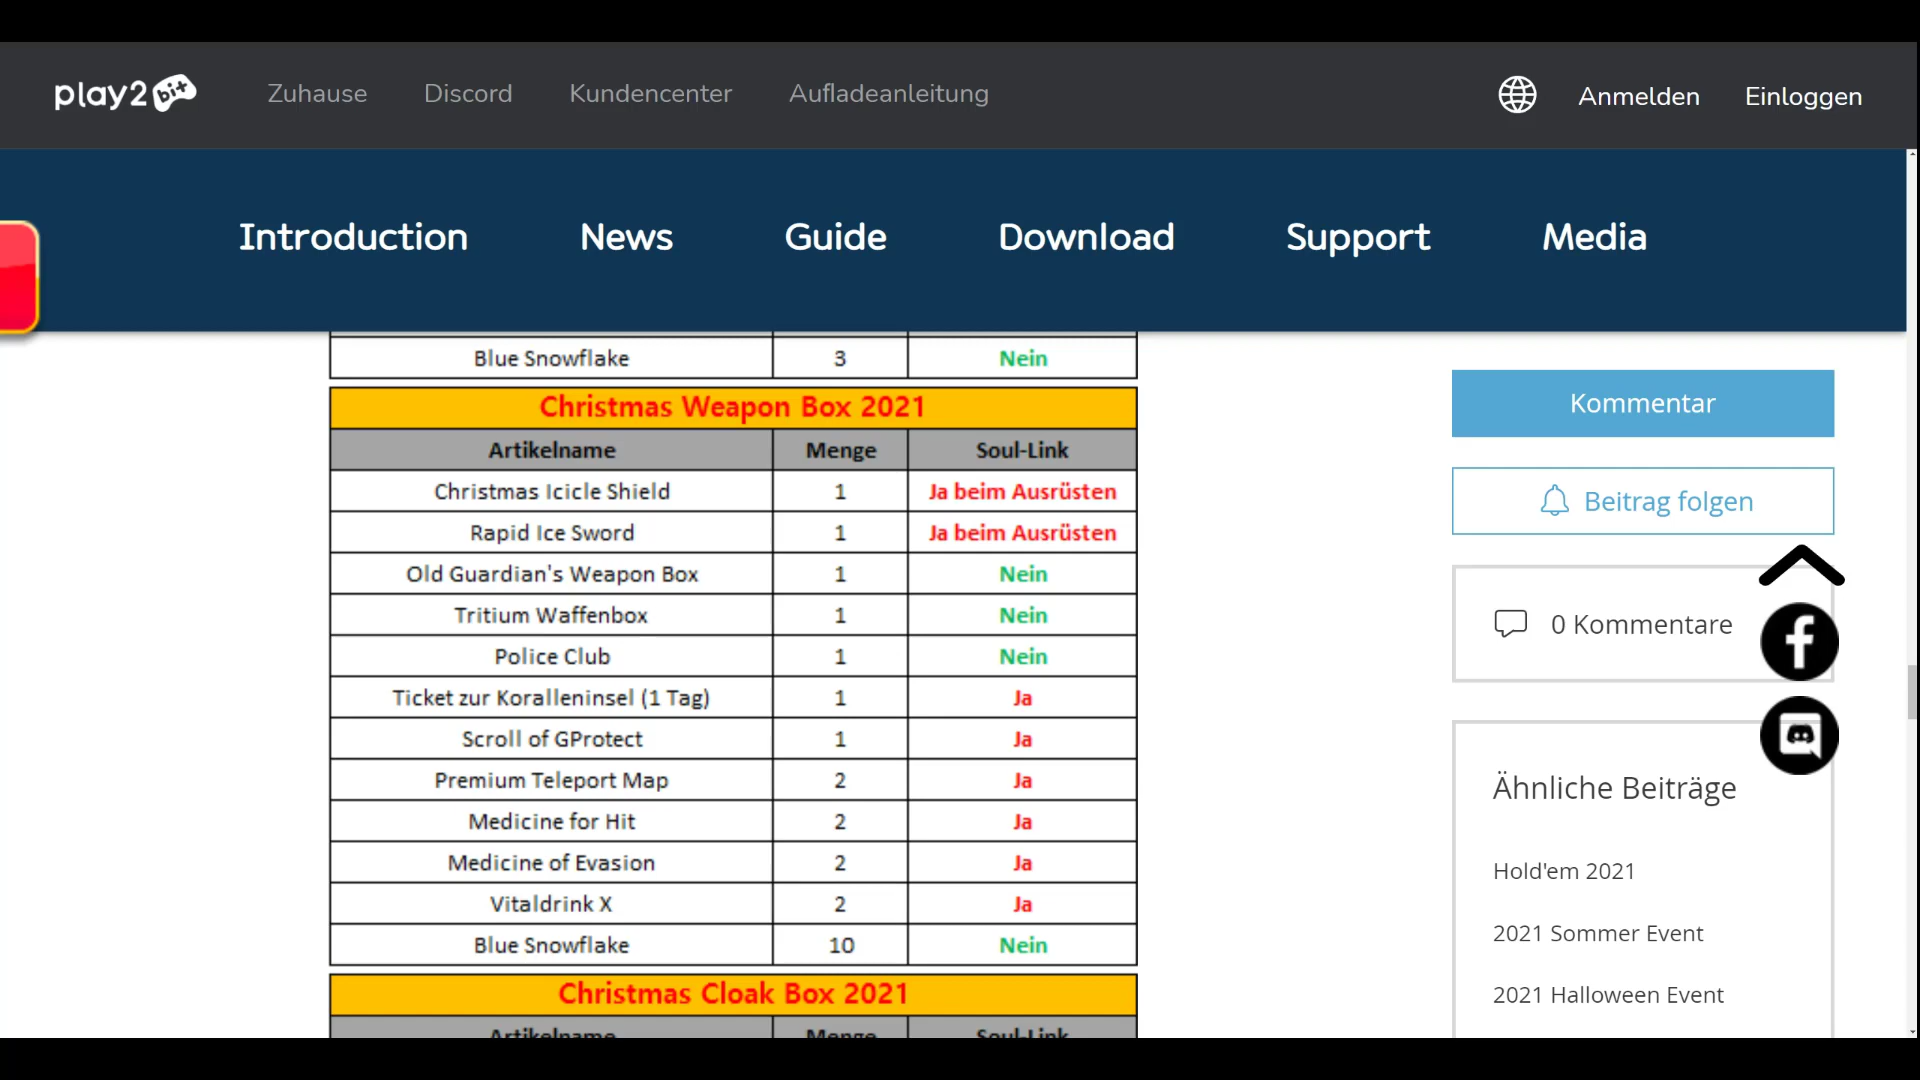 play2bit Zuhause Discord Kundencenter Aufladeanleitung Anmelden Einloggen
Introduction News Guide Download Support Media
Blue Snowflake 3 Nein
Christmas Weapon Box 2021
Artikelname Menge Soul-Link
Christmas Icicle Shield 1 Ja beim Ausrüsten
Rapid Ice Sword 1 Ja beim Ausrüsten
Old Guardian's Weapon Box 1 Nein
Tritium Waffenbox 1 Nein
Police Club 1 Nein
Ticket zur Koralleninsel (1 Tag) 1 Ja
Scroll of GProtect 1 Ja
Premium Teleport Map 2 Ja
Medicine for Hit 2 Ja
Medicine of Evasion 2 Ja
Vitaldrink X 2 Ja
Blue Snowflake 10 Nein
Christmas Cloak Box 2021
Artikelname Menge Soul-Link
Kommentar
Beitrag folgen
0 Kommentare
Ähnliche Beiträge
Hold'em 2021
2021 Sommer Event
2021 Halloween Event